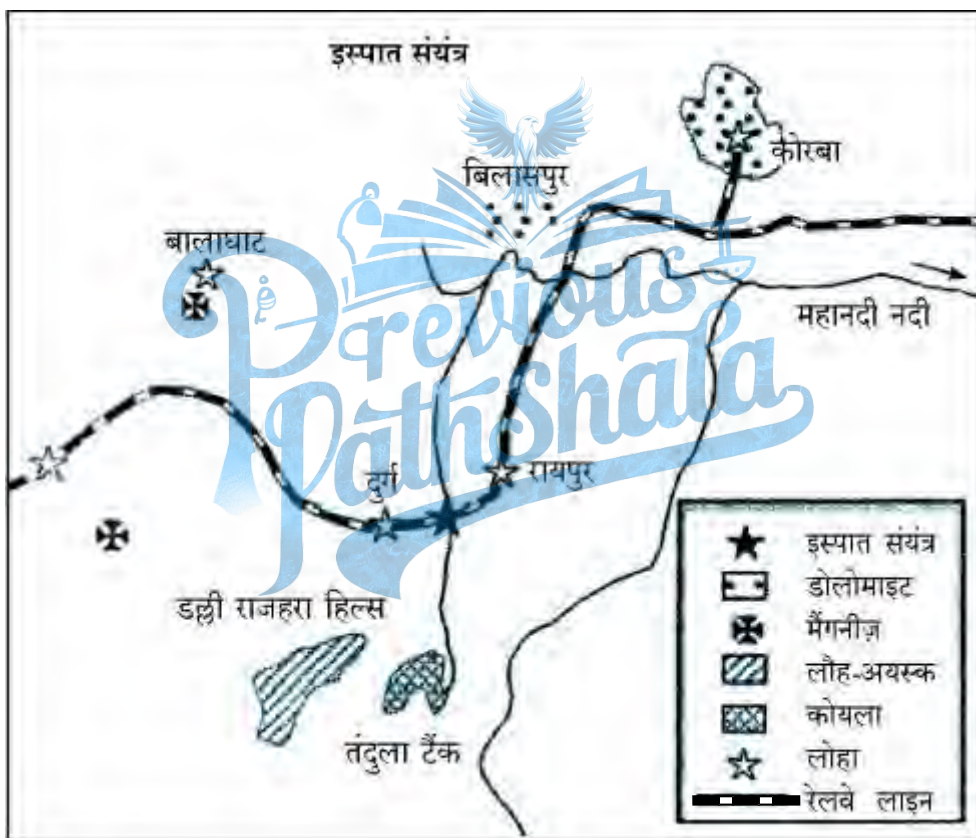 इस्पात संयंत्र
कोरबा
बिलासपुर
बालाघाट
महानदी नदी
Previous
Pathshala
दुर्ग
रायपुर
डल्ली राजहरा हिल्स
तंदुला टैंक
इस्पात संयंत्र
डोलोमाइट
मैंगनीज़
लौह-अयस्क
कोयला
लोहा
रेलवे लाइन